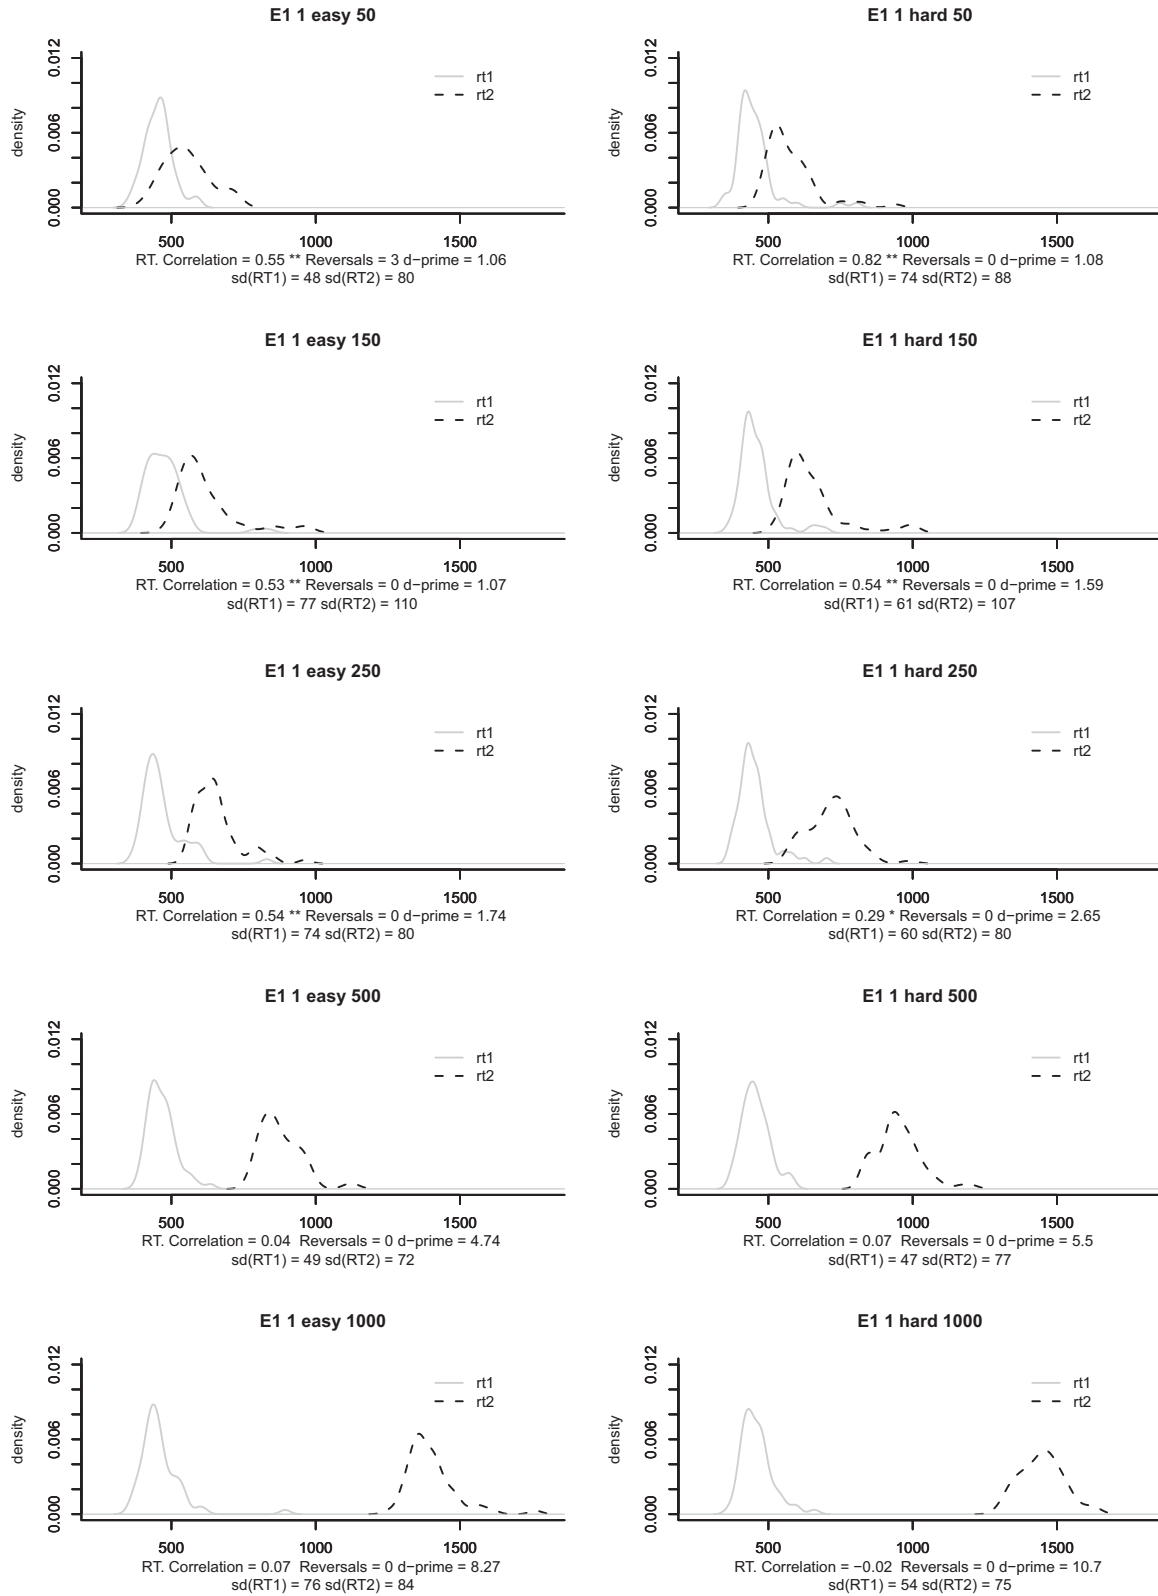 E1 1 easy 50
density
0.000 0.006 0.012
rt1
rt2
500 1000 1500
RT. Correlation = 0.55 ** Reversals = 3 d−prime = 1.06
sd(RT1) = 48 sd(RT2) = 80
E1 1 hard 50
density
0.000 0.006 0.012
rt1
rt2
500 1000 1500
RT. Correlation = 0.82 ** Reversals = 0 d−prime = 1.08
sd(RT1) = 74 sd(RT2) = 88
E1 1 easy 150
density
0.000 0.006 0.012
rt1
rt2
500 1000 1500
RT. Correlation = 0.53 ** Reversals = 0 d−prime = 1.07
sd(RT1) = 77 sd(RT2) = 110
E1 1 hard 150
density
0.000 0.006 0.012
rt1
rt2
500 1000 1500
RT. Correlation = 0.54 ** Reversals = 0 d−prime = 1.59
sd(RT1) = 61 sd(RT2) = 107
E1 1 easy 250
density
0.000 0.006 0.012
rt1
rt2
500 1000 1500
RT. Correlation = 0.54 ** Reversals = 0 d−prime = 1.74
sd(RT1) = 74 sd(RT2) = 80
E1 1 hard 250
density
0.000 0.006 0.012
rt1
rt2
500 1000 1500
RT. Correlation = 0.29 * Reversals = 0 d−prime = 2.65
sd(RT1) = 60 sd(RT2) = 80
E1 1 easy 500
density
0.000 0.006 0.012
rt1
rt2
500 1000 1500
RT. Correlation = 0.04 Reversals = 0 d−prime = 4.74
sd(RT1) = 49 sd(RT2) = 72
E1 1 hard 500
density
0.000 0.006 0.012
rt1
rt2
500 1000 1500
RT. Correlation = 0.07 Reversals = 0 d−prime = 5.5
sd(RT1) = 47 sd(RT2) = 77
E1 1 easy 1000
density
0.000 0.006 0.012
rt1
rt2
500 1000 1500
RT. Correlation = 0.07 Reversals = 0 d−prime = 8.27
sd(RT1) = 76 sd(RT2) = 84
E1 1 hard 1000
density
0.000 0.006 0.012
rt1
rt2
500 1000 1500
RT. Correlation = −0.02 Reversals = 0 d−prime = 10.7
sd(RT1) = 54 sd(RT2) = 75